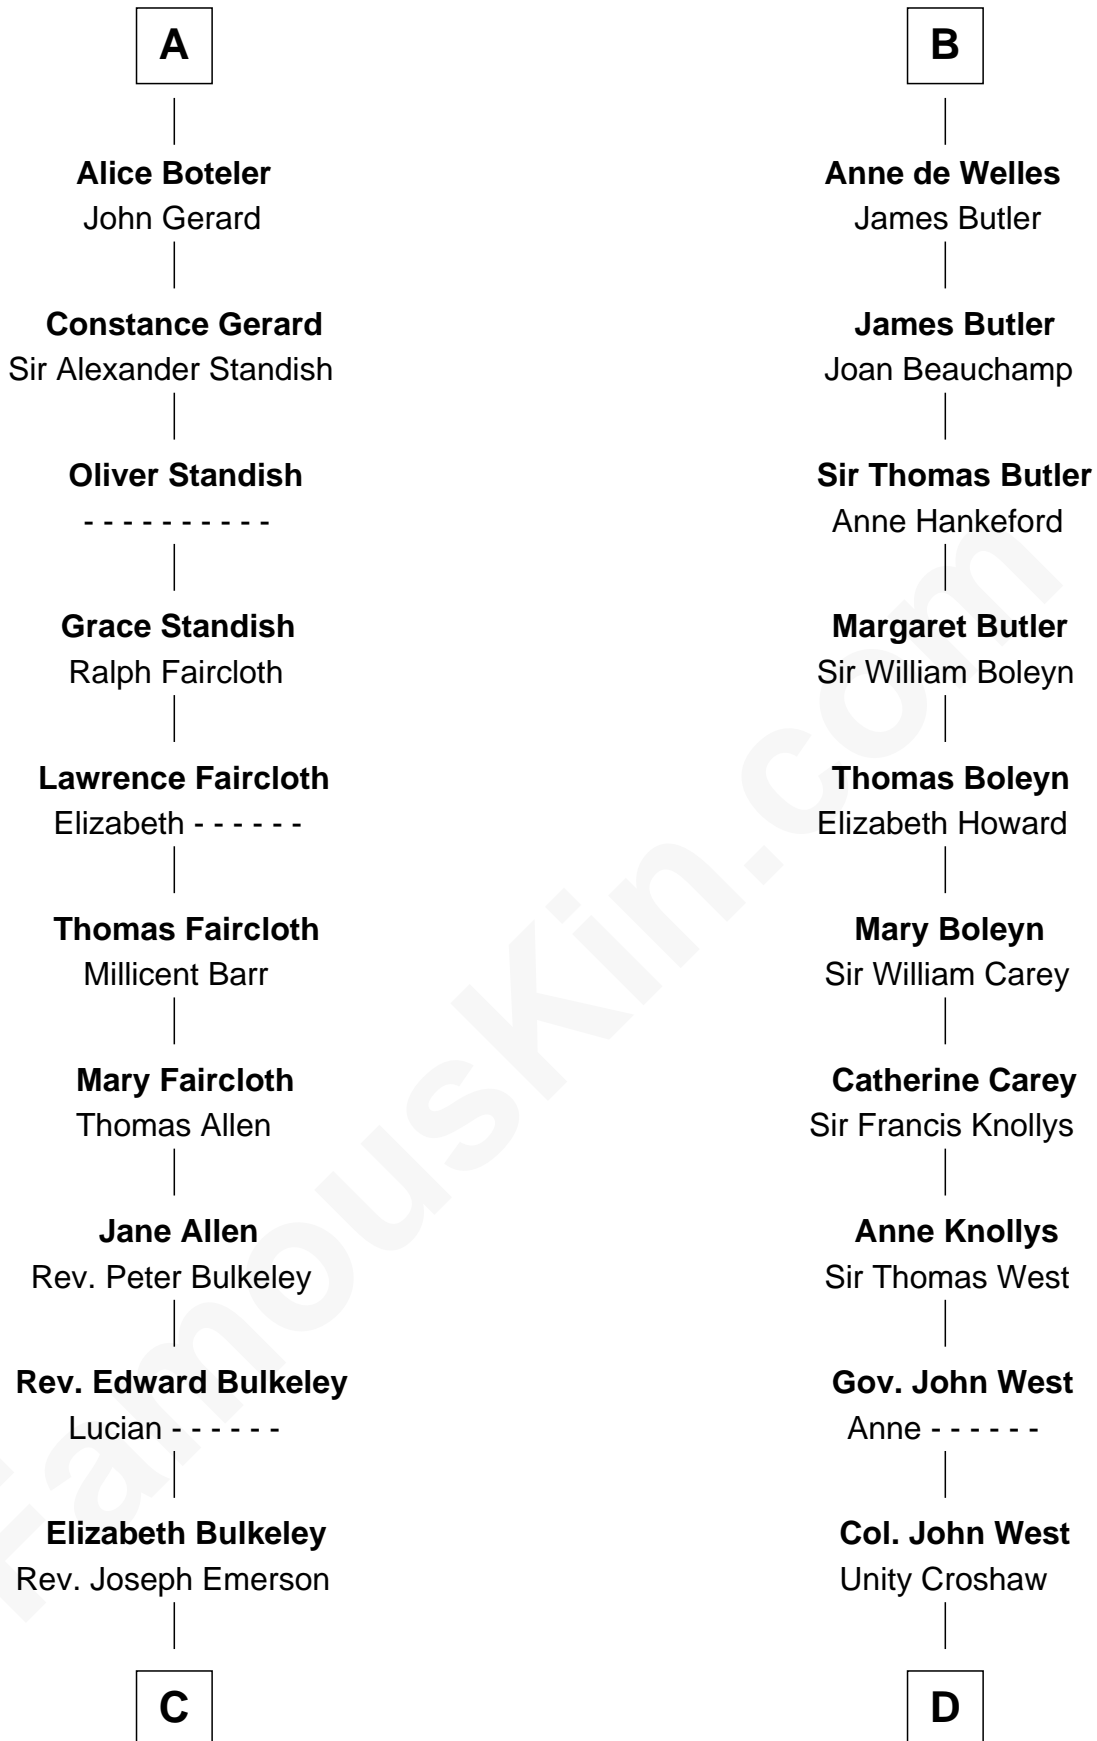 A
Alice Boteler
John Gerard
Constance Gerard
Sir Alexander Standish
Oliver Standish
- - - - - - - - - -
Grace Standish
Ralph Faircloth
Lawrence Faircloth
Elizabeth - - - - - -
Thomas Faircloth
Millicent Barr
Mary Faircloth
Thomas Allen
Jane Allen
Rev. Peter Bulkeley
Rev. Edward Bulkeley
Lucian - - - - - -
Elizabeth Bulkeley
Rev. Joseph Emerson
C
B
Anne de Welles
James Butler
James Butler
Joan Beauchamp
Sir Thomas Butler
Anne Hankeford
Margaret Butler
Sir William Boleyn
Thomas Boleyn
Elizabeth Howard
Mary Boleyn
Sir William Carey
Catherine Carey
Sir Francis Knollys
Anne Knollys
Sir Thomas West
Gov. John West
Anne - - - - - -
Col. John West
Unity Croshaw
D
FamousKin.com